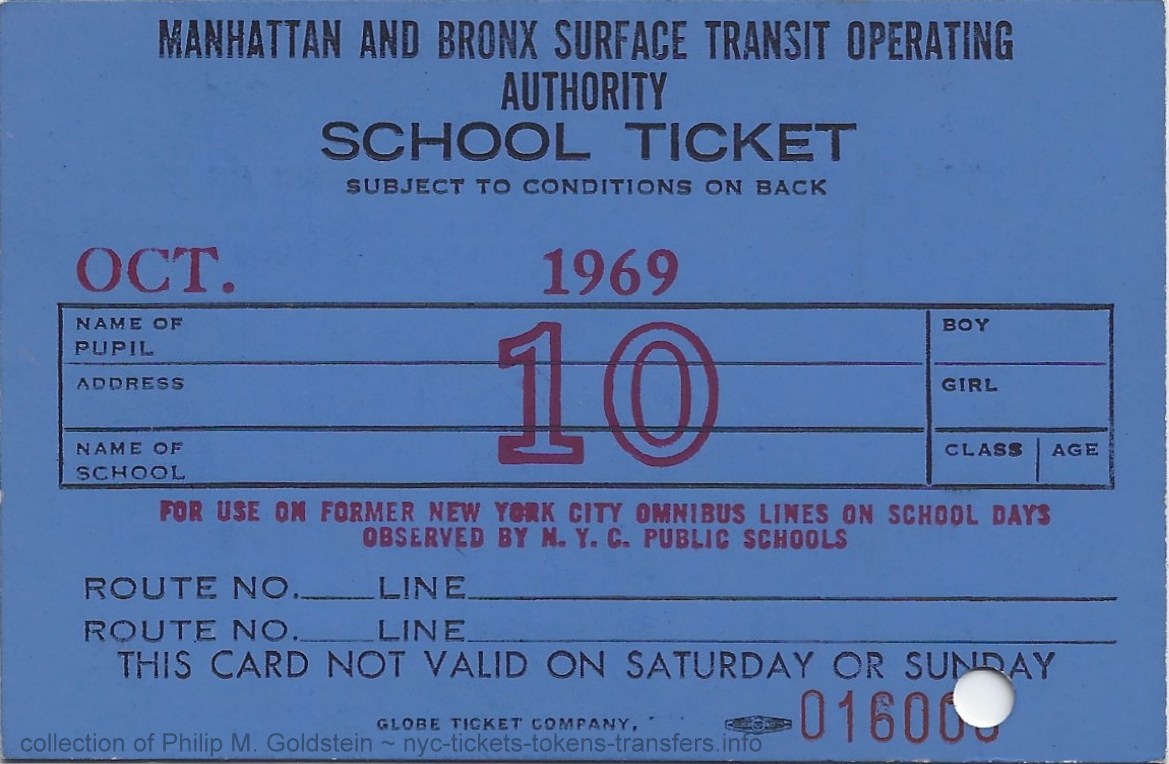 MANHATTAN AND BRONX SURFACE TRANSIT OPERATING
AUTHORITY
SCHOOL TICKET
SUBJECT TO CONDITIONS ON BACK
OCT. 1969
10
NAME OF
PUPIL
BOY
ADDRESS
GIRL
NAME OF
SCHOOL
CLASS AGE
FOR USE ON FORMER NEW YORK CITY OMNIBUS LINES ON SCHOOL DAYS
OBSERVED BY N. Y. C. PUBLIC SCHOOLS
ROUTE NO.____LINE____
ROUTE NO.____LINE____
THIS CARD NOT VALID ON SATURDAY OR SUNDAY
GLOBE TICKET COMPANY,
collection of Philip M. Goldstein ~ nyc-tickets-tokens-transfers.info